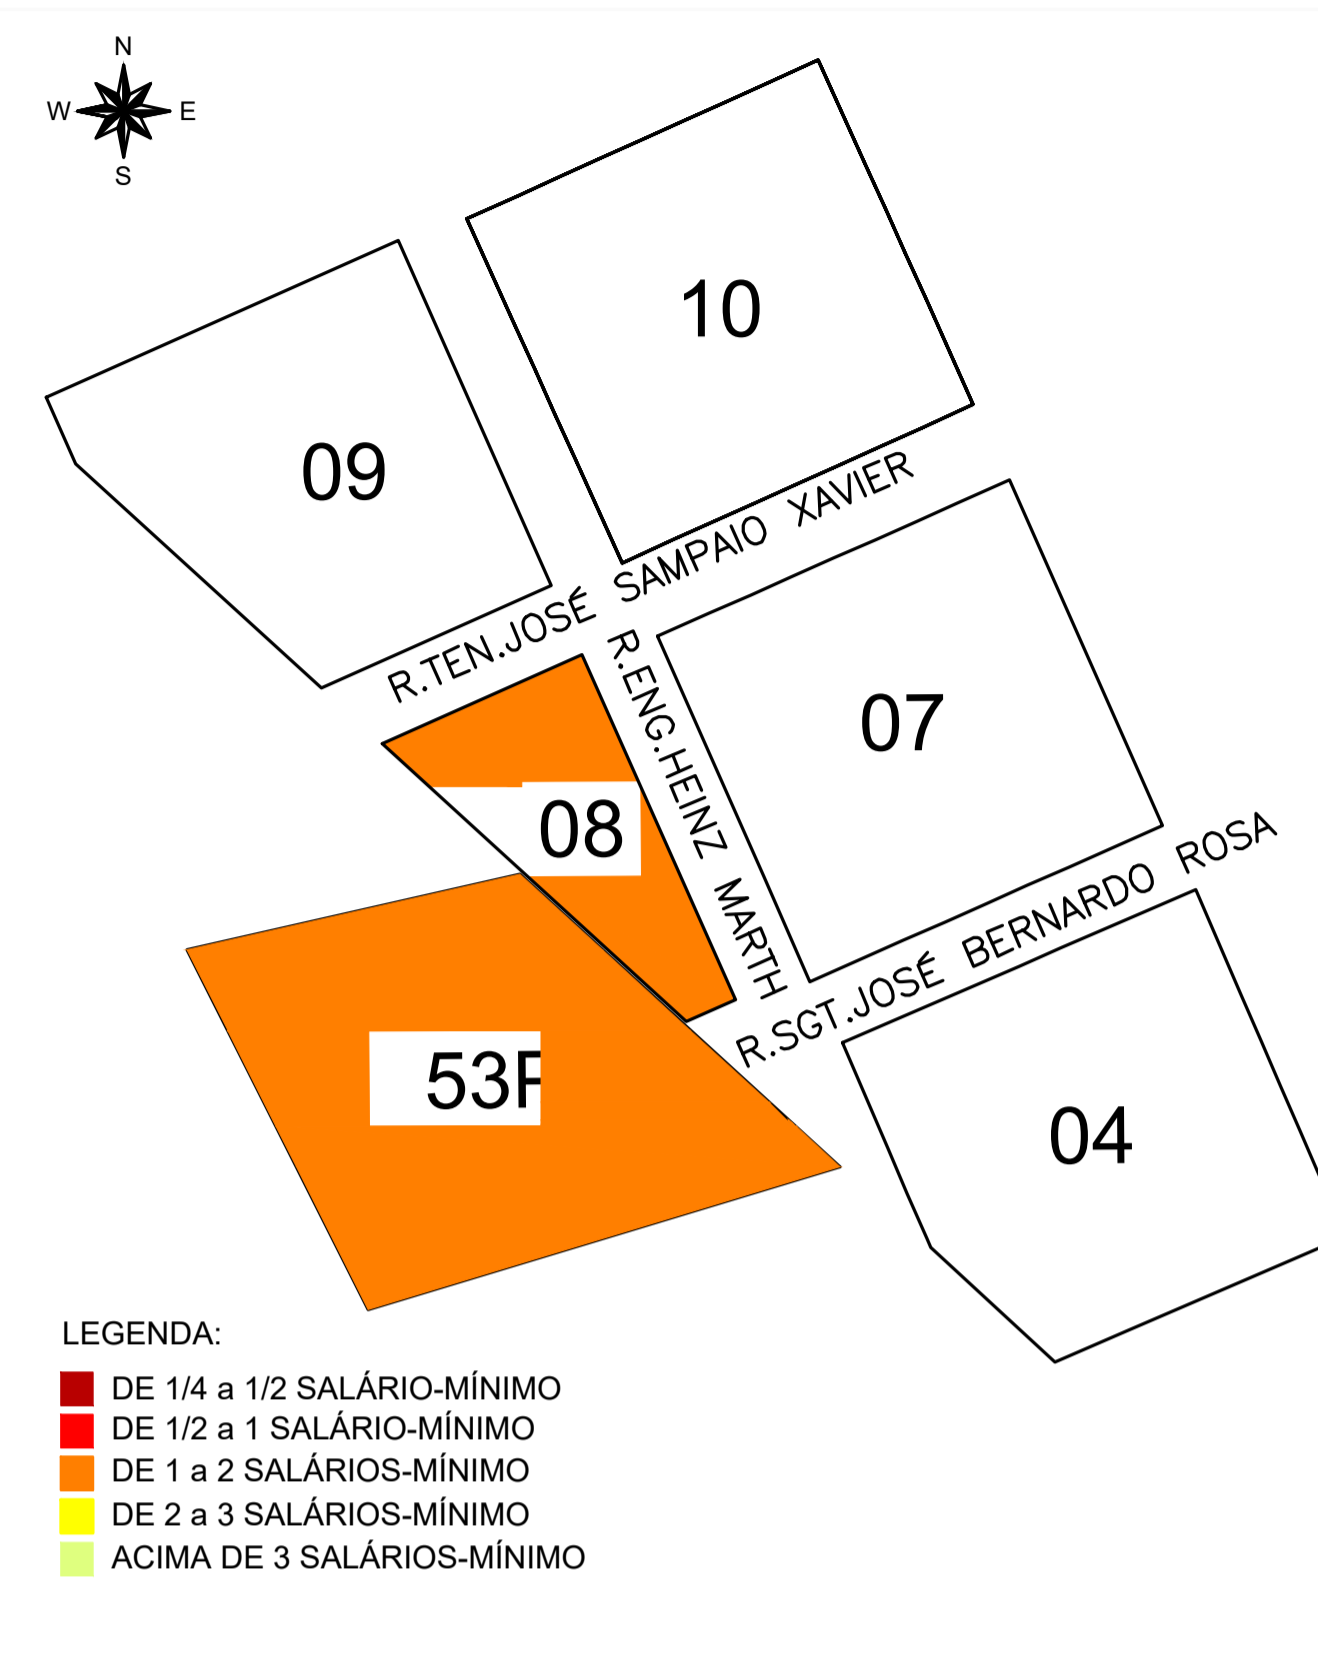 N
W E
S
10
09
R.TEN.JOSÉ SAMPAIO XAVIER
R.ENG.HEINZ MARTH
07
08
R.SGT.JOSÉ BERNARDO ROSA
53F
04
LEGENDA:
DE 1/4 a 1/2 SALÁRIO-MÍNIMO
DE 1/2 a 1 SALÁRIO-MÍNIMO
DE 1 a 2 SALÁRIOS-MÍNIMO
DE 2 a 3 SALÁRIOS-MÍNIMO
ACIMA DE 3 SALÁRIOS-MÍNIMO